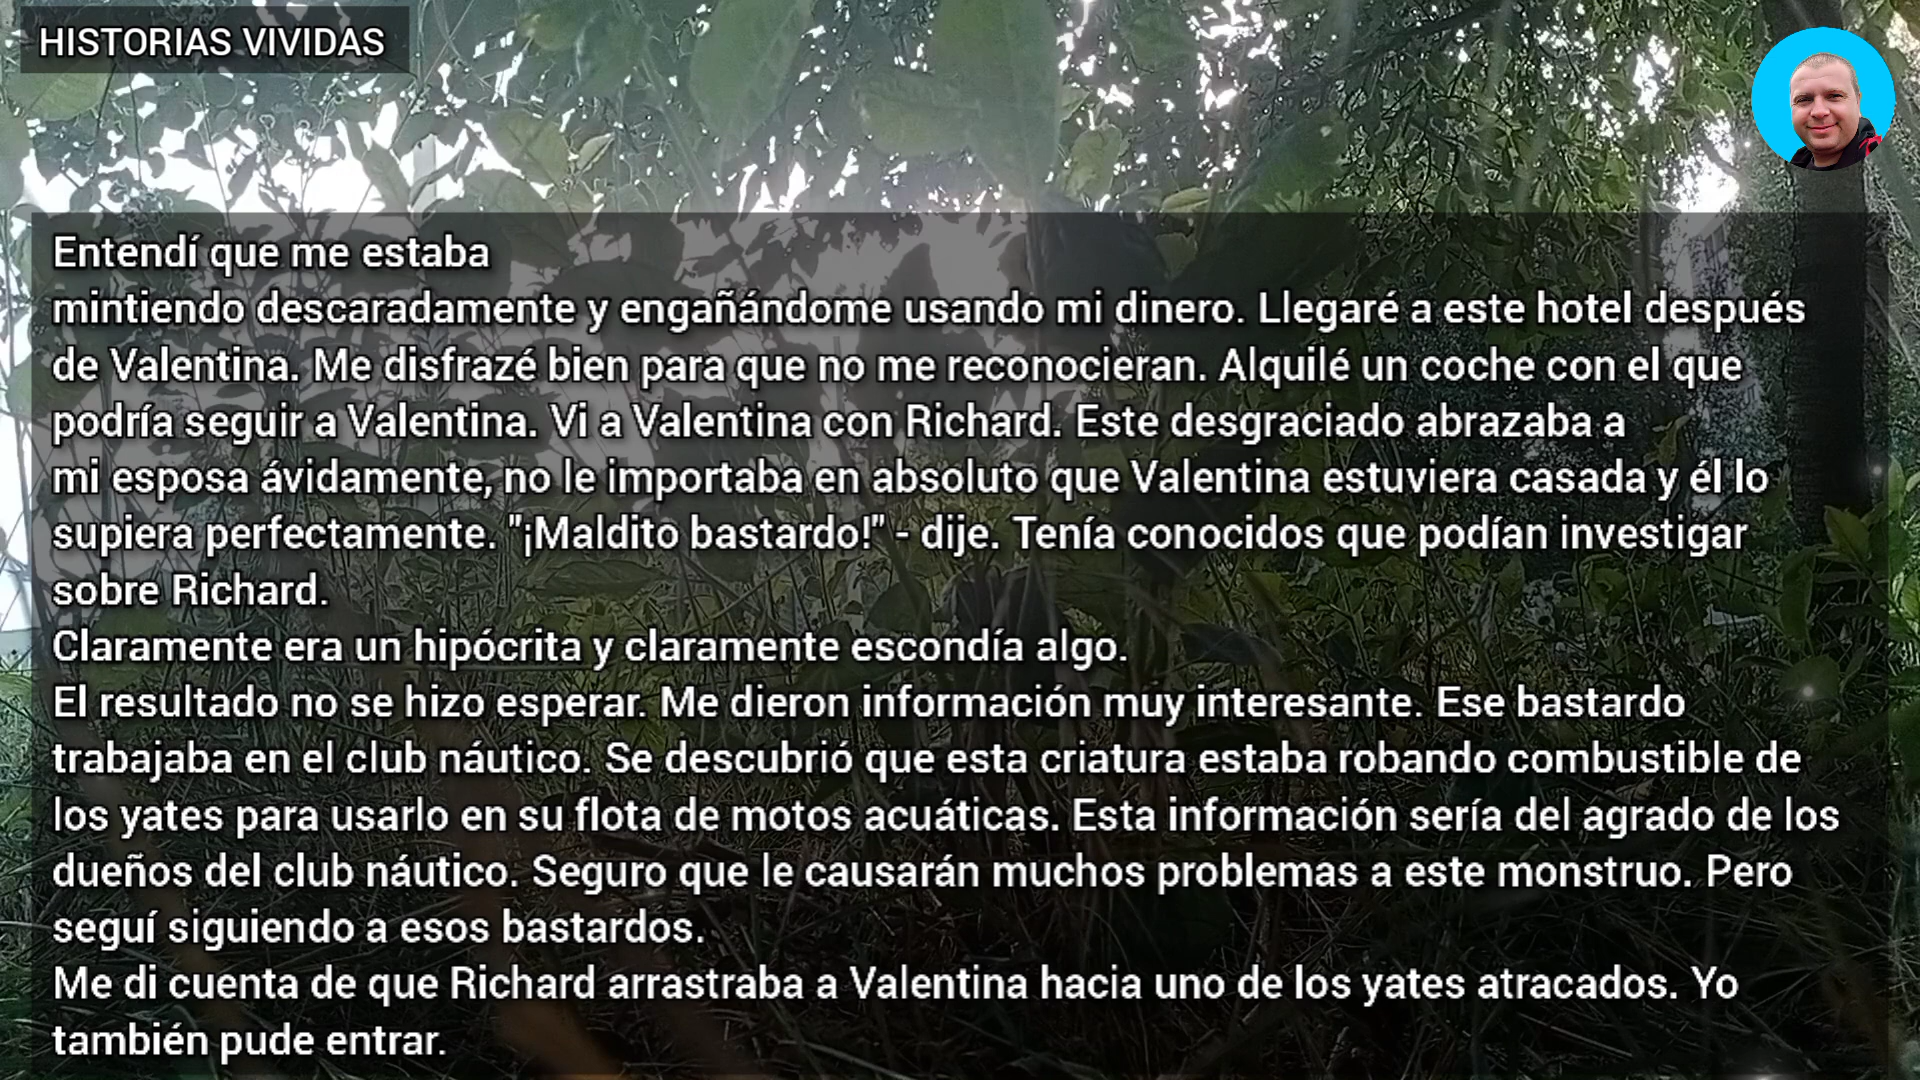 HISTORIAS VIVIDAS
Entendí que me estaba
mintiendo descaradamente y engañándome usando mi dinero. Llegaré a este hotel después
de Valentina. Me disfrazé bien para que no me reconocieran. Alquilé un coche con el que
podría seguir a Valentina. Vi a Valentina con Richard. Este desgraciado abrazaba a
mi esposa ávidamente, no le importaba en absoluto que Valentina estuviera casada y él lo
supiera perfectamente. "¡Maldito bastardo!" - dije. Tenía conocidos que podían investigar
sobre Richard.
Claramente era un hipócrita y claramente escondía algo.
El resultado no se hizo esperar. Me dieron información muy interesante. Ese bastardo
trabajaba en el club náutico. Se descubrió que esta criatura estaba robando combustible de
los yates para usarlo en su flota de motos acuáticas. Esta información sería del agrado de los
dueños del club náutico. Seguro que le causarán muchos problemas a este monstruo. Pero
seguí siguiendo a esos bastardos.
Me di cuenta de que Richard arrastraba a Valentina hacia uno de los yates atracados. Yo
también pude entrar.